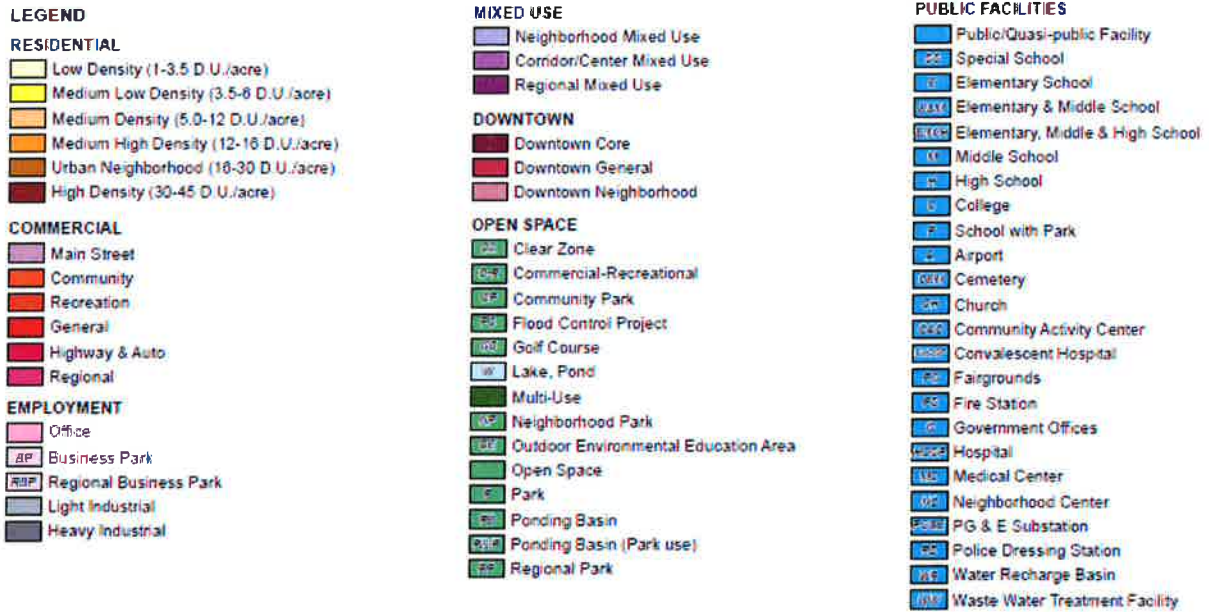 LEGEND
RESIDENTIAL
Low Density (1-3.5 D.U./acre)
Medium Low Density (3.5-6 D.U./acre)
Medium Density (5.0-12 D.U./acre)
Medium High Density (12-16 D.U./acre)
Urban Neighborhood (16-30 D.U./acre)
High Density (30-45 D.U./acre)
COMMERCIAL
Main Street
Community
Recreation
General
Highway & Auto
Regional
EMPLOYMENT
Office
BP Business Park
RBP Regional Business Park
Light Industrial
Heavy Industrial
MIXED USE
Neighborhood Mixed Use
Corridor/Center Mixed Use
Regional Mixed Use
DOWNTOWN
Downtown Core
Downtown General
Downtown Neighborhood
OPEN SPACE
Clear Zone
Commercial-Recreational
Community Park
Flood Control Project
Golf Course
W Lake, Pond
Multi-Use
Neighborhood Park
Outdoor Environmental Education Area
Open Space
P Park
Ponding Basin
Ponding Basin (Park use)
Regional Park
PUBLIC FACILITIES
Public/Quasi-public Facility
Special School
Elementary School
Elementary & Middle School
Elementary, Middle & High School
M Middle School
H High School
College
School with Park
Airport
Cemetery
Church
Community Activity Center
Convalescent Hospital
Fairgrounds
Fire Station
Government Offices
Hospital
Medical Center
Neighborhood Center
PG & E Substation
Police Dressing Station
Water Recharge Basin
Waste Water Treatment Facility